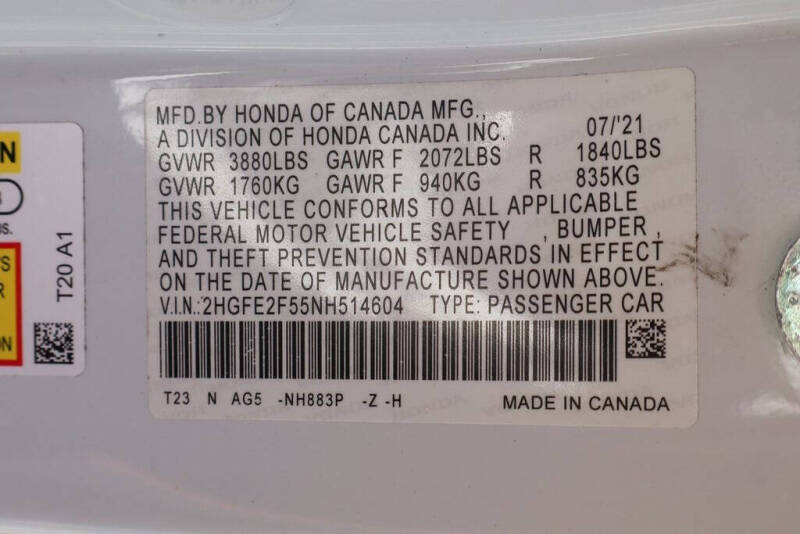 MFD.BY HONDA OF CANADA MFG.,
A DIVISION OF HONDA CANADA INC. 07/'21
GVWR 3880LBS GAWR F 2072LBS R 1840LBS
GVWR 1760KG GAWR F 940KG R 835KG
THIS VEHICLE CONFORMS TO ALL APPLICABLE
FEDERAL MOTOR VEHICLE SAFETY , BUMPER ,
AND THEFT PREVENTION STANDARDS IN EFFECT
ON THE DATE OF MANUFACTURE SHOWN ABOVE.
V.I.N.:2HGFE2F55NH514604 TYPE: PASSENGER CAR
T23 N AG5 -NH883P -Z -H MADE IN CANADA
T20 A1